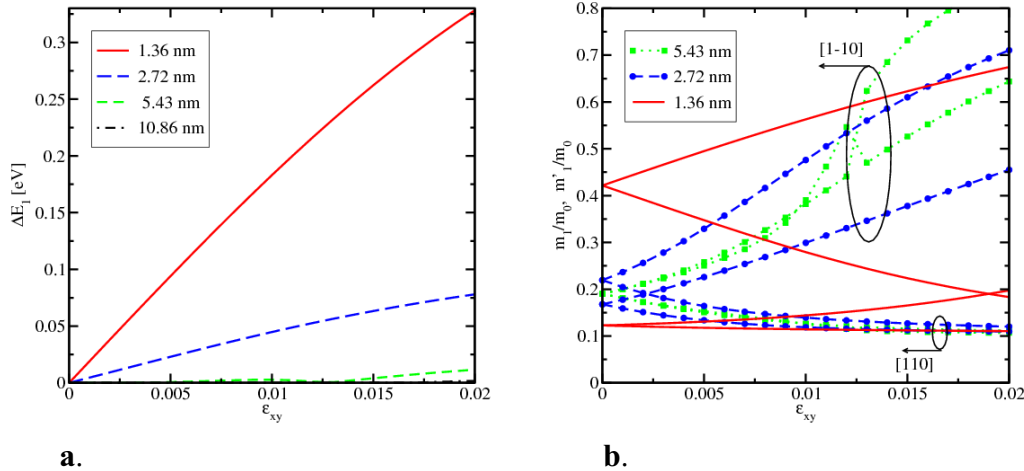 0.3
0.25
0.2
0.15
0.1
0.05
0
ΔE₁ [eV]
1.36 nm
2.72 nm
5.43 nm
10.86 nm
0 0.005 0.01 0.015 0.02
εxy
a.
0.8
0.7
0.6
0.5
0.4
0.3
0.2
0.1
0
m₁/m₀, m'₁/m₀
5.43 nm
2.72 nm
1.36 nm
[1-10]
[110]
0 0.005 0.01 0.015 0.02
εxy
b.